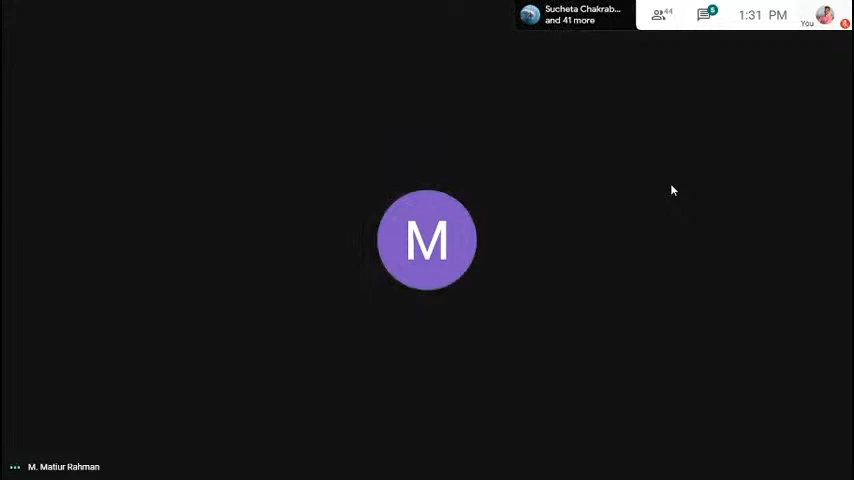 Sucheta Chakrab...
and 41 more
44
5
1:31 PM
You
M
M. Matiur Rahman